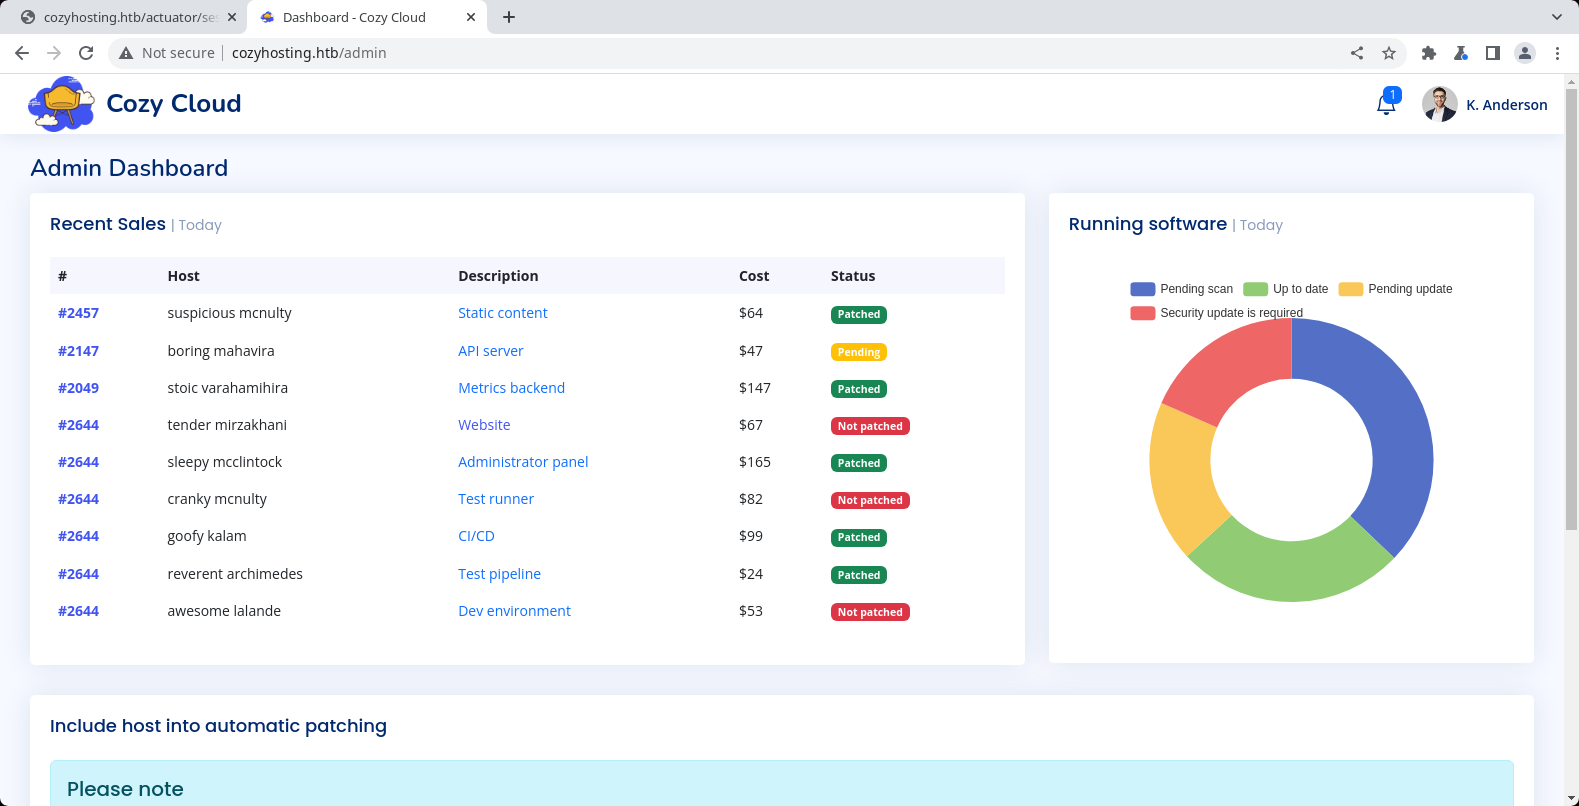 cozyhosting.htb/actuator/ses
Dashboard - Cozy Cloud
Not secure
cozyhosting.htb/admin
Cozy Cloud
1
K. Anderson
Admin Dashboard
Recent Sales | Today
# Host Description Cost Status
#2457 suspicious mcnulty Static content $64 Patched
#2147 boring mahavira API server $47 Pending
#2049 stoic varahamihira Metrics backend $147 Patched
#2644 tender mirzakhani Website $67 Not patched
#2644 sleepy mcclintock Administrator panel $165 Patched
#2644 cranky mcnulty Test runner $82 Not patched
#2644 goofy kalam CI/CD $99 Patched
#2644 reverent archimedes Test pipeline $24 Patched
#2644 awesome lalande Dev environment $53 Not patched
Running software | Today
Pending scan Up to date Pending update
Security update is required
Include host into automatic patching
Please note